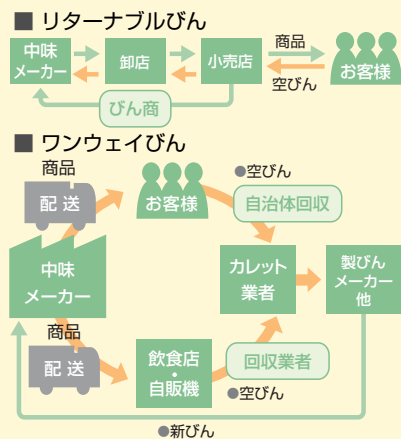 ■ リターナブルびん
中味
メーカー
卸店
小売店
商品
空びん
お客様
びん商
■ ワンウェイびん
商品
配 送
お客様
●空びん
自治体回収
中味
メーカー
カレット
業者
製びん
メーカー
他
商品
配 送
飲食店
・
自販機
回収業者
●空びん
●新びん